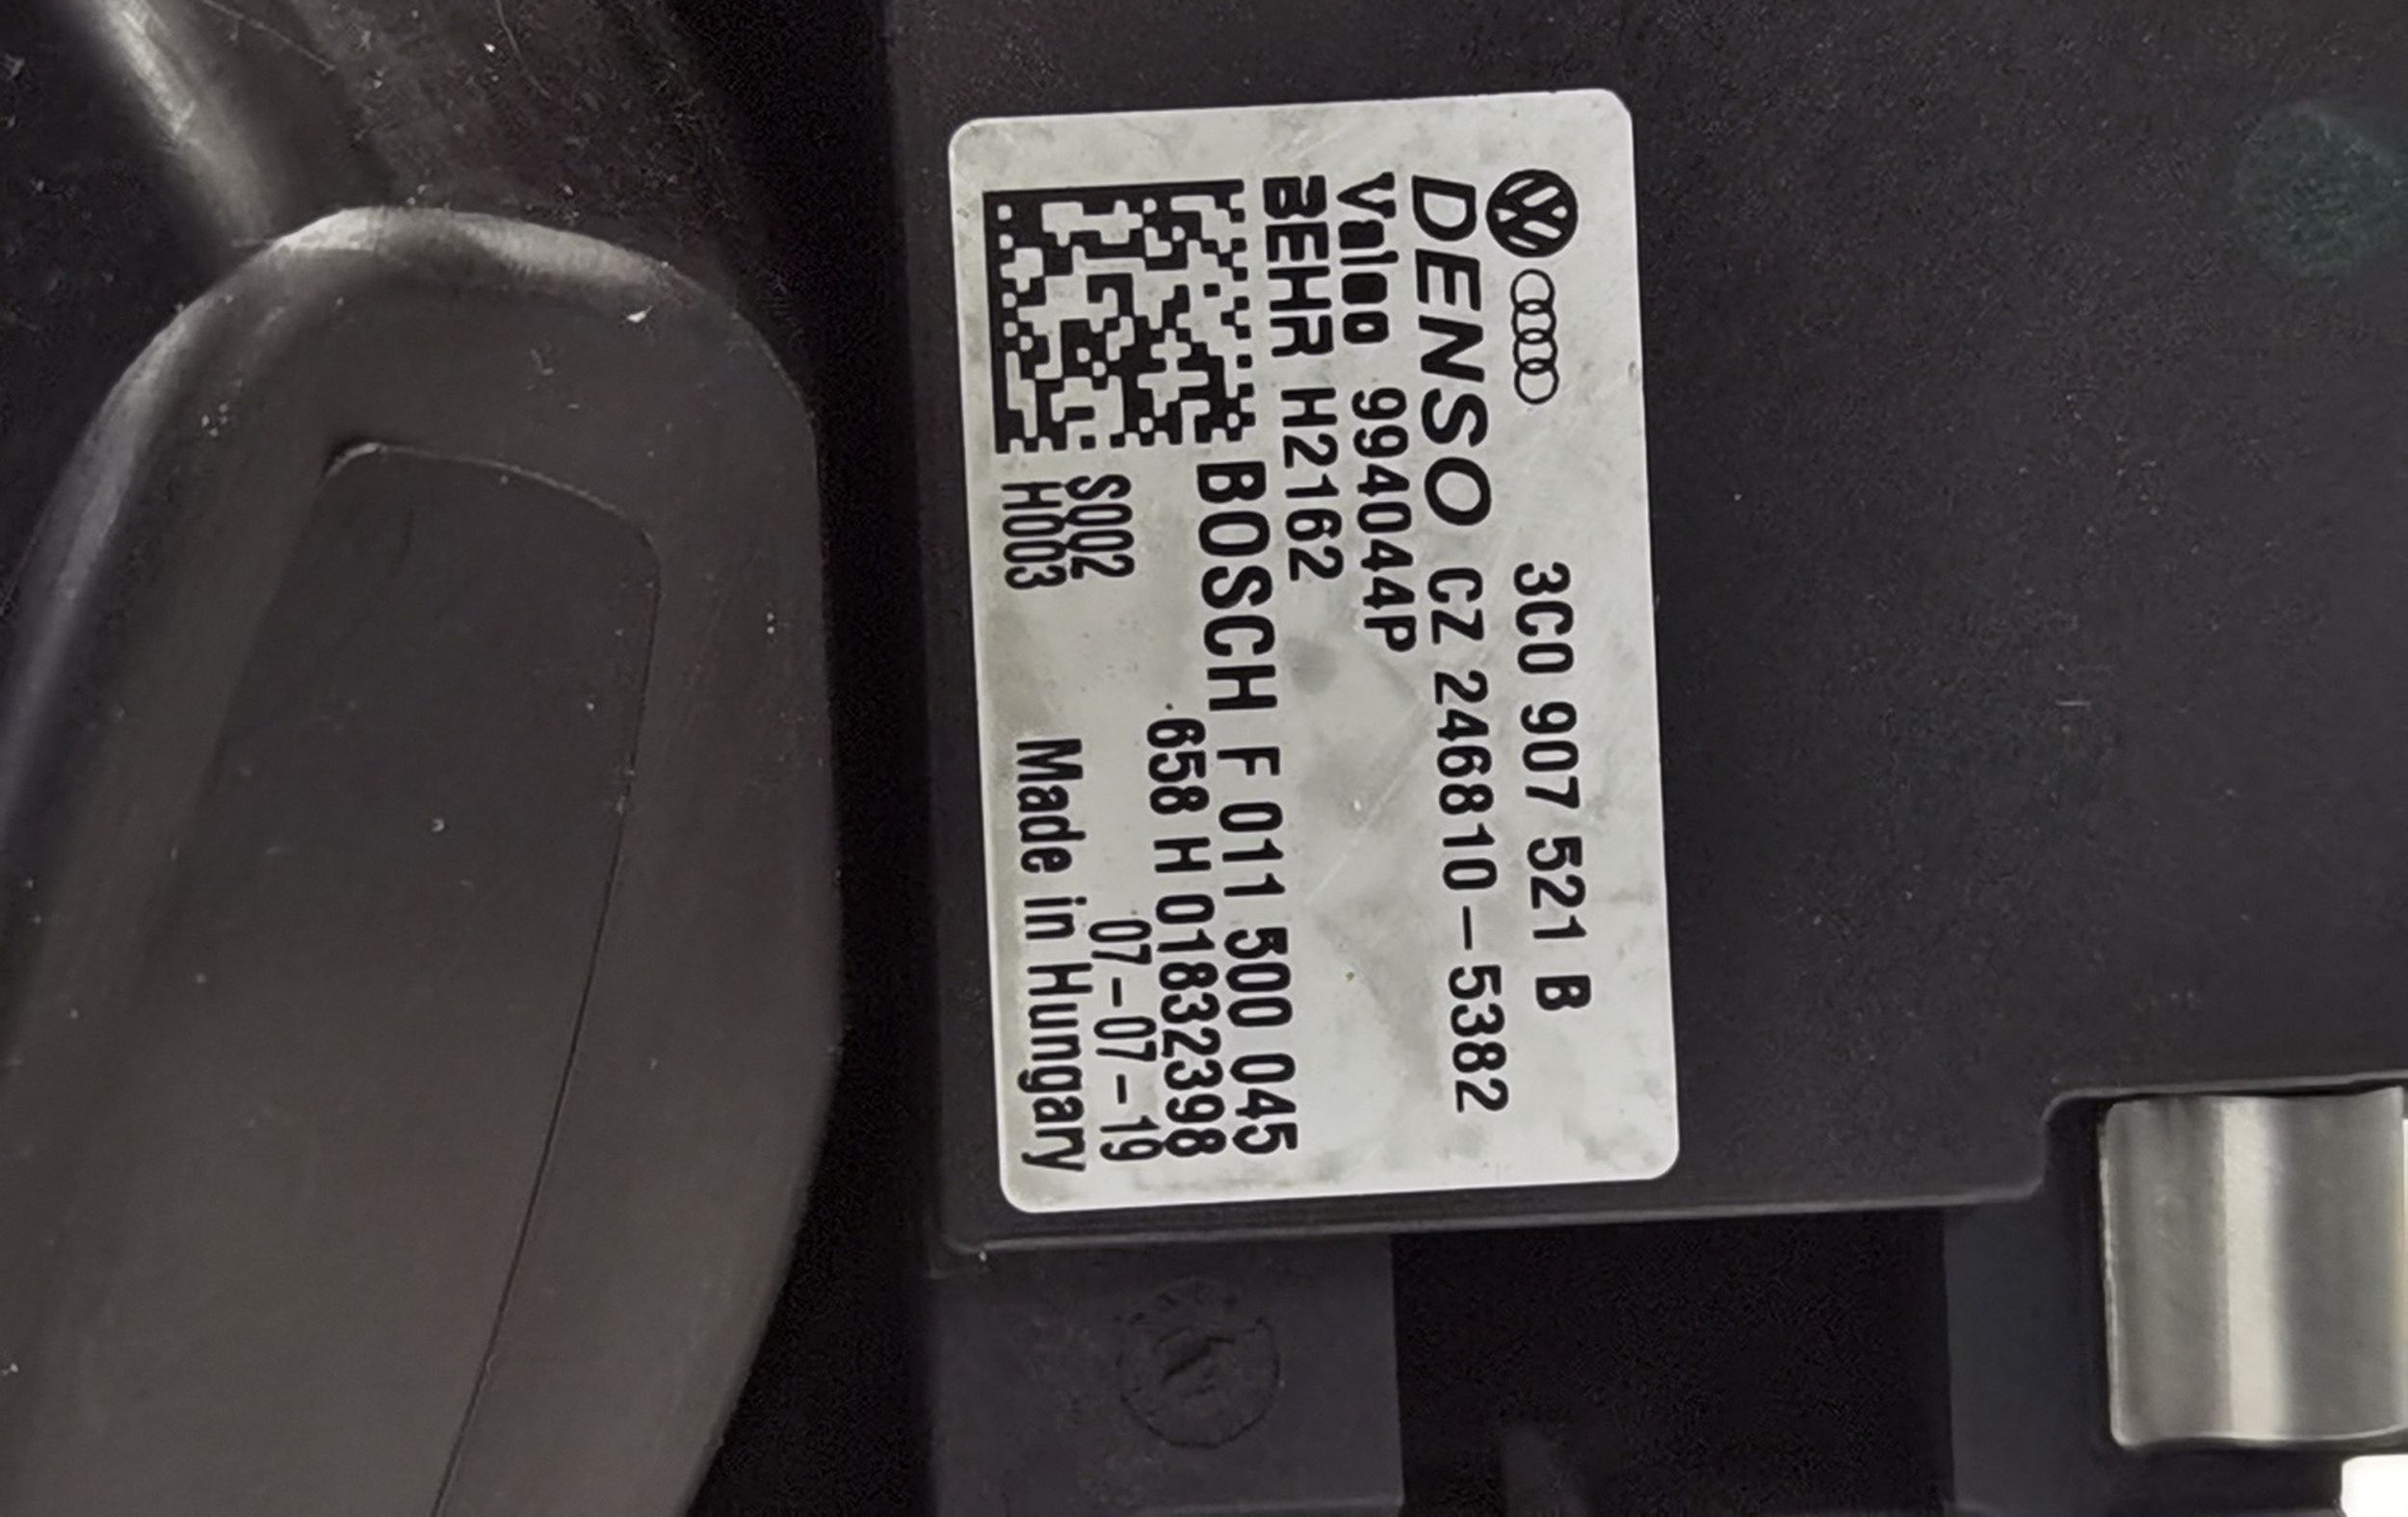 3C0 907 521 B
DENSO CZ 246810-5382
Valeo 994044P
BEHR H2162
BOSCH F 011 500 045
658 H 01832398
S002 07-07-19
H003 Made in Hungary